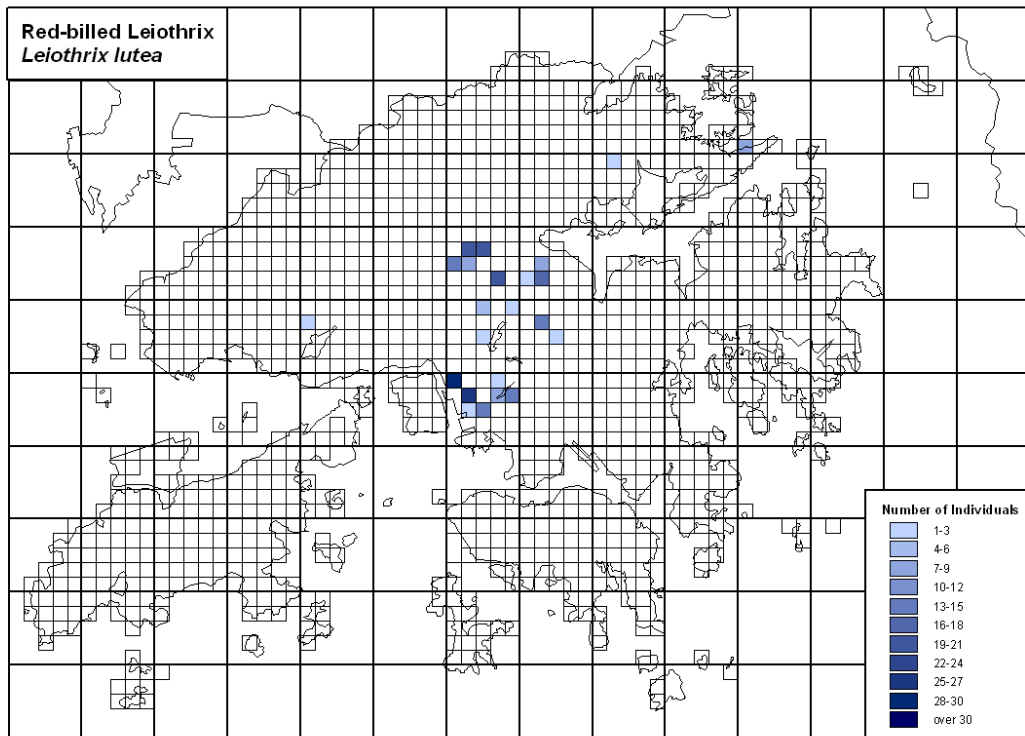 Red-billed Leiothrix
Leiothrix lutea
Number of Individuals
1-3
4-6
7-9
10-12
13-15
16-18
19-21
22-24
25-27
28-30
over 30